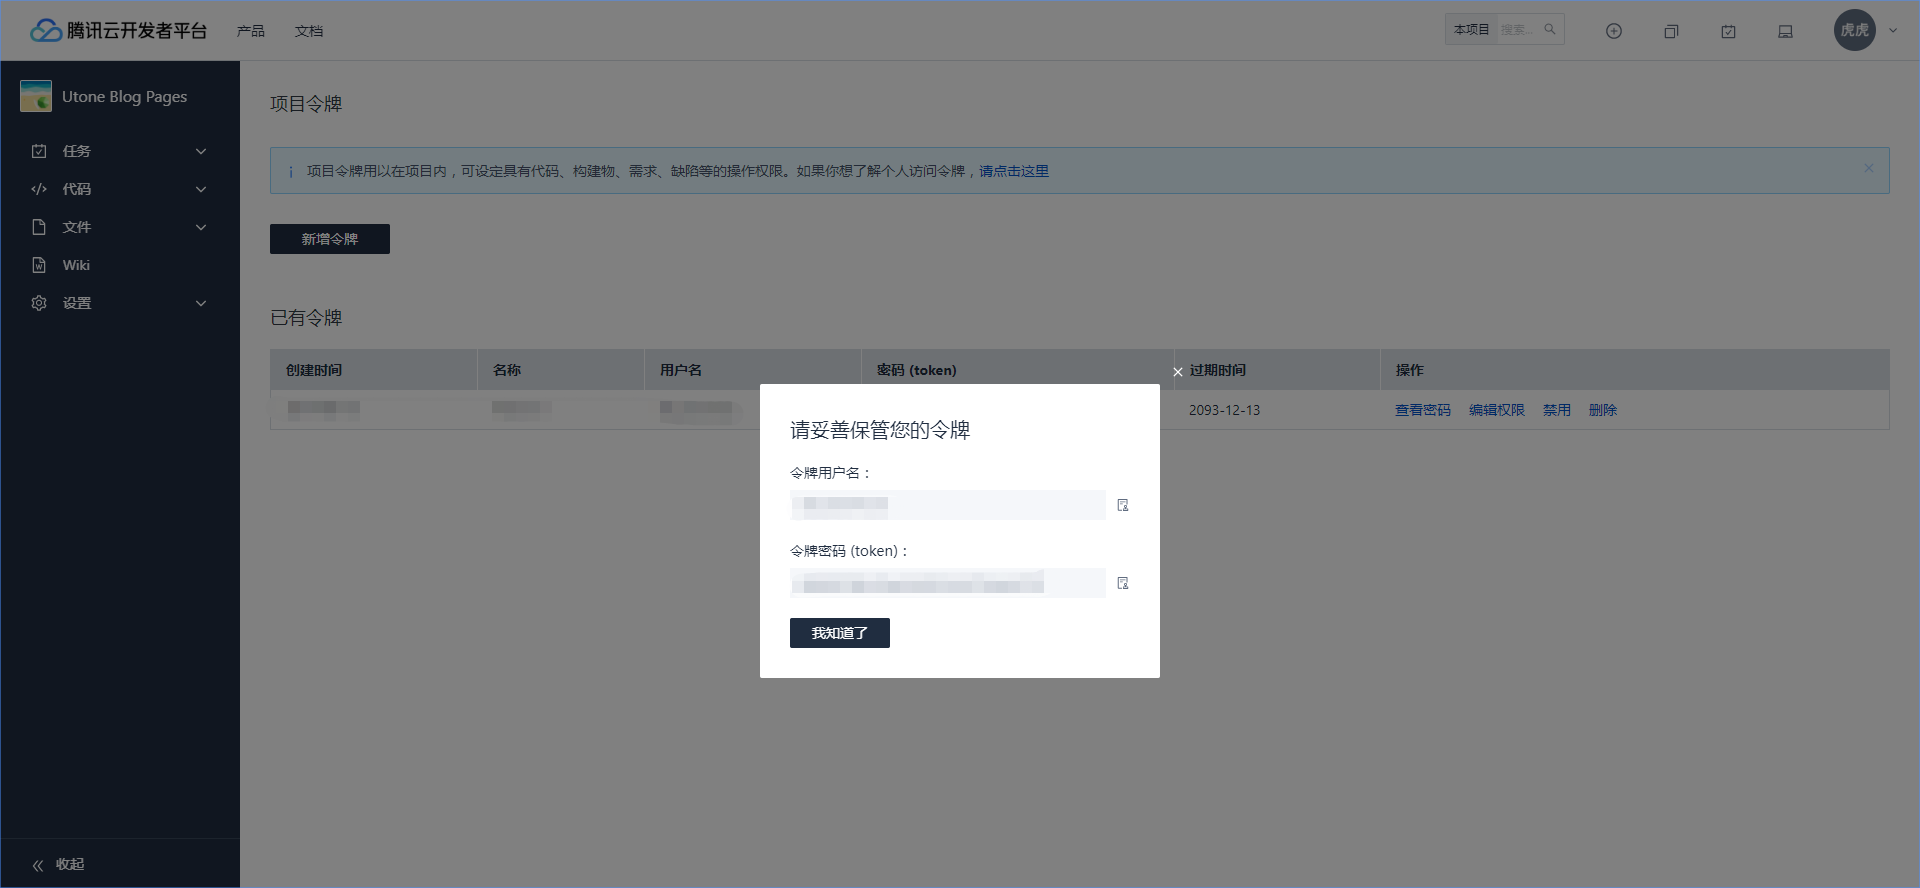 腾讯云开发者平台 产品 文档 本项目 搜索... 虎虎
Utone Blog Pages
任务
代码
文件
Wiki
设置
收起
项目令牌
项目令牌用以在项目内，可设定具有代码、构建物、需求、缺陷等的操作权限。如果你想了解个人访问令牌，请点击这里
新增令牌
已有令牌
创建时间 名称 用户名 密码 (token) 过期时间 操作
2093-12-13 查看密码 编辑权限 禁用 删除
请妥善保管您的令牌
令牌用户名：
令牌密码 (token)：
我知道了